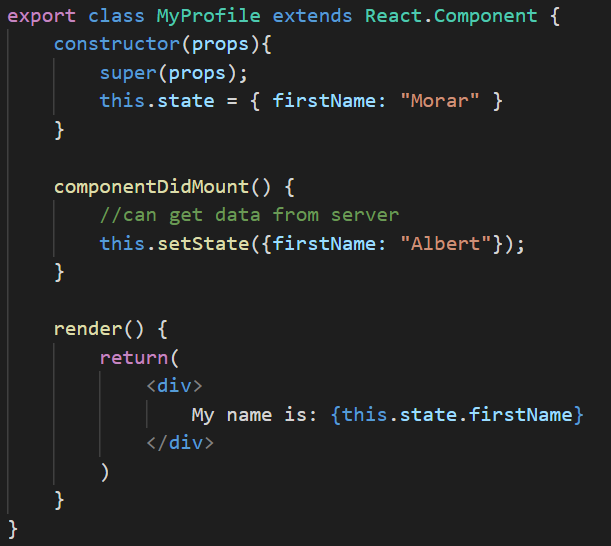 export class MyProfile extends React.Component {
    constructor(props){
        super(props);
        this.state = { firstName: "Morar" }
    }

    componentDidMount() {
        //can get data from server
        this.setState({firstName: "Albert"});
    }

    render() {
        return(
            <div>
                My name is: {this.state.firstName}
            </div>
        )
    }
}